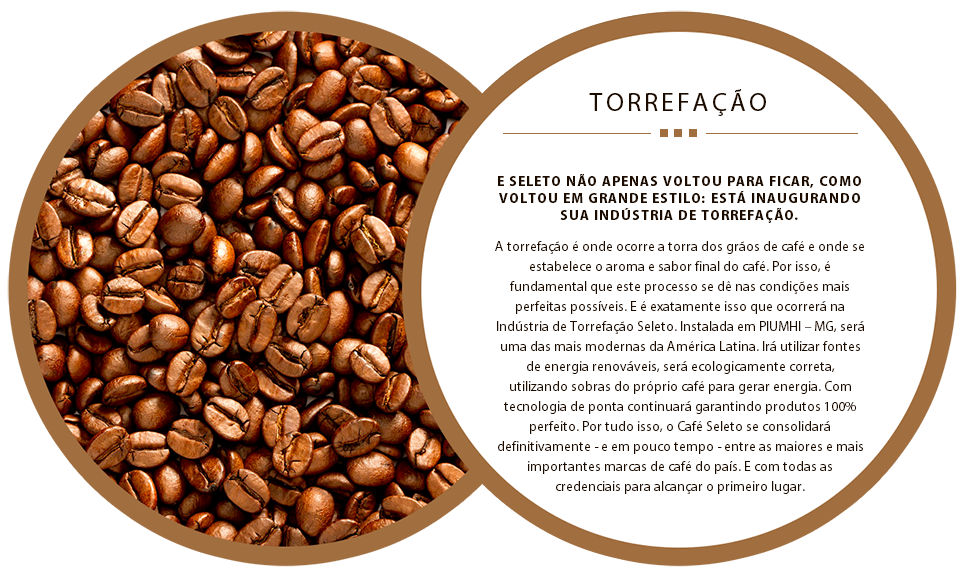 TORREFAÇÃO
E SELETO NÃO APENAS VOLTOU PARA FICAR, COMO
VOLTOU EM GRANDE ESTILO: ESTÁ INAUGURANDO
SUA INDÚSTRIA DE TORREFAÇÃO.
A torrefação é onde ocorre a torra dos grãos de café e onde se
estabelece o aroma e sabor final do café. Por isso, é
fundamental que este processo se dê nas condições mais
perfeitas possíveis. E é exatamente isso que ocorrerá na
Indústria de Torrefação Seleto. Instalada em PIUMHI – MG, será
uma das mais modernas da América Latina. Irá utilizar fontes
de energia renováveis, será ecologicamente correta,
utilizando sobras do próprio café para gerar energia. Com
tecnologia de ponta continuará garantindo produtos 100%
perfeito. Por tudo isso, o Café Seleto se consolidará
definitivamente - e em pouco tempo - entre as maiores e mais
importantes marcas de café do país. E com todas as
credenciais para alcançar o primeiro lugar.